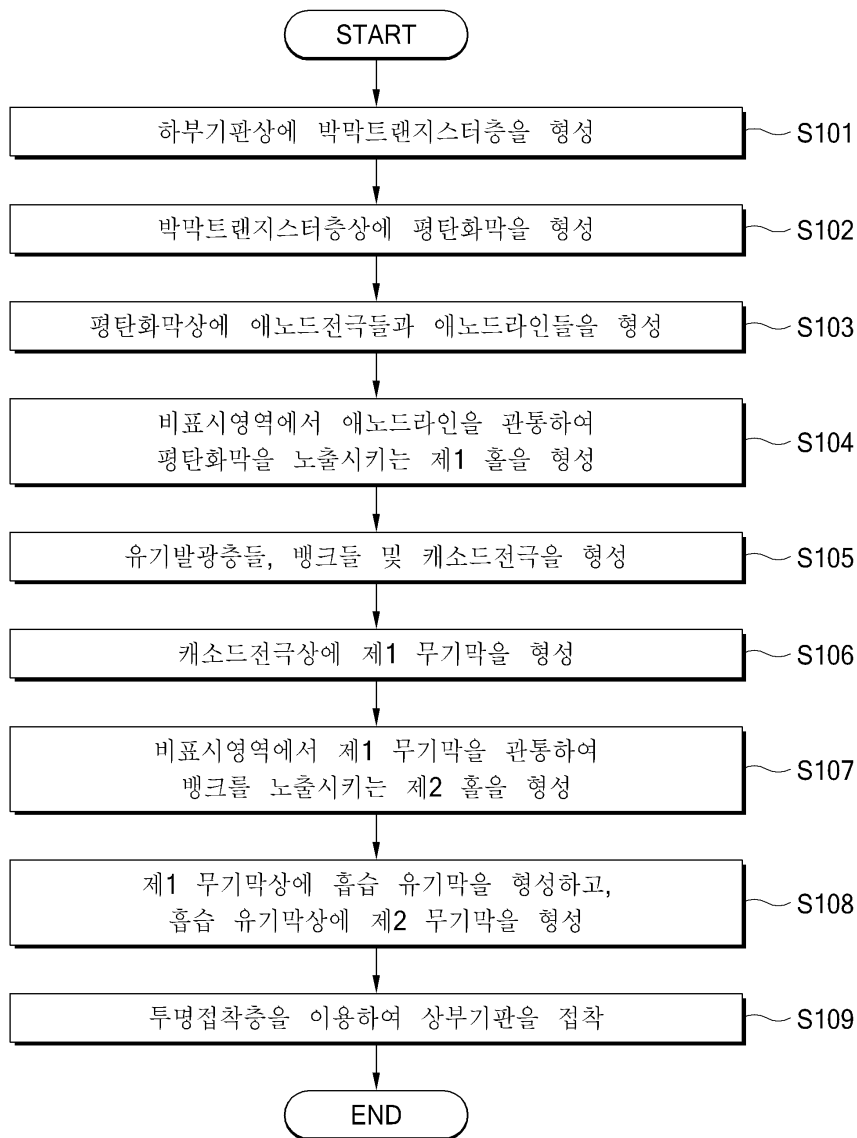 START
하부기판상에 박막트랜지스터층을 형성
S101
박막트랜지스터층상에 평탄화막을 형성
S102
평탄화막상에 애노드전극들과 애노드라인들을 형성
S103
비표시영역에서 애노드라인을 관통하여
평탄화막을 노출시키는 제1 홀을 형성
S104
유기발광층들, 뱅크들 및 캐소드전극을 형성
S105
캐소드전극상에 제1 무기막을 형성
S106
비표시영역에서 제1 무기막을 관통하여
뱅크를 노출시키는 제2 홀을 형성
S107
제1 무기막상에 흡습 유기막을 형성하고,
흡습 유기막상에 제2 무기막을 형성
S108
투명접착층을 이용하여 상부기판을 접착
S109
END